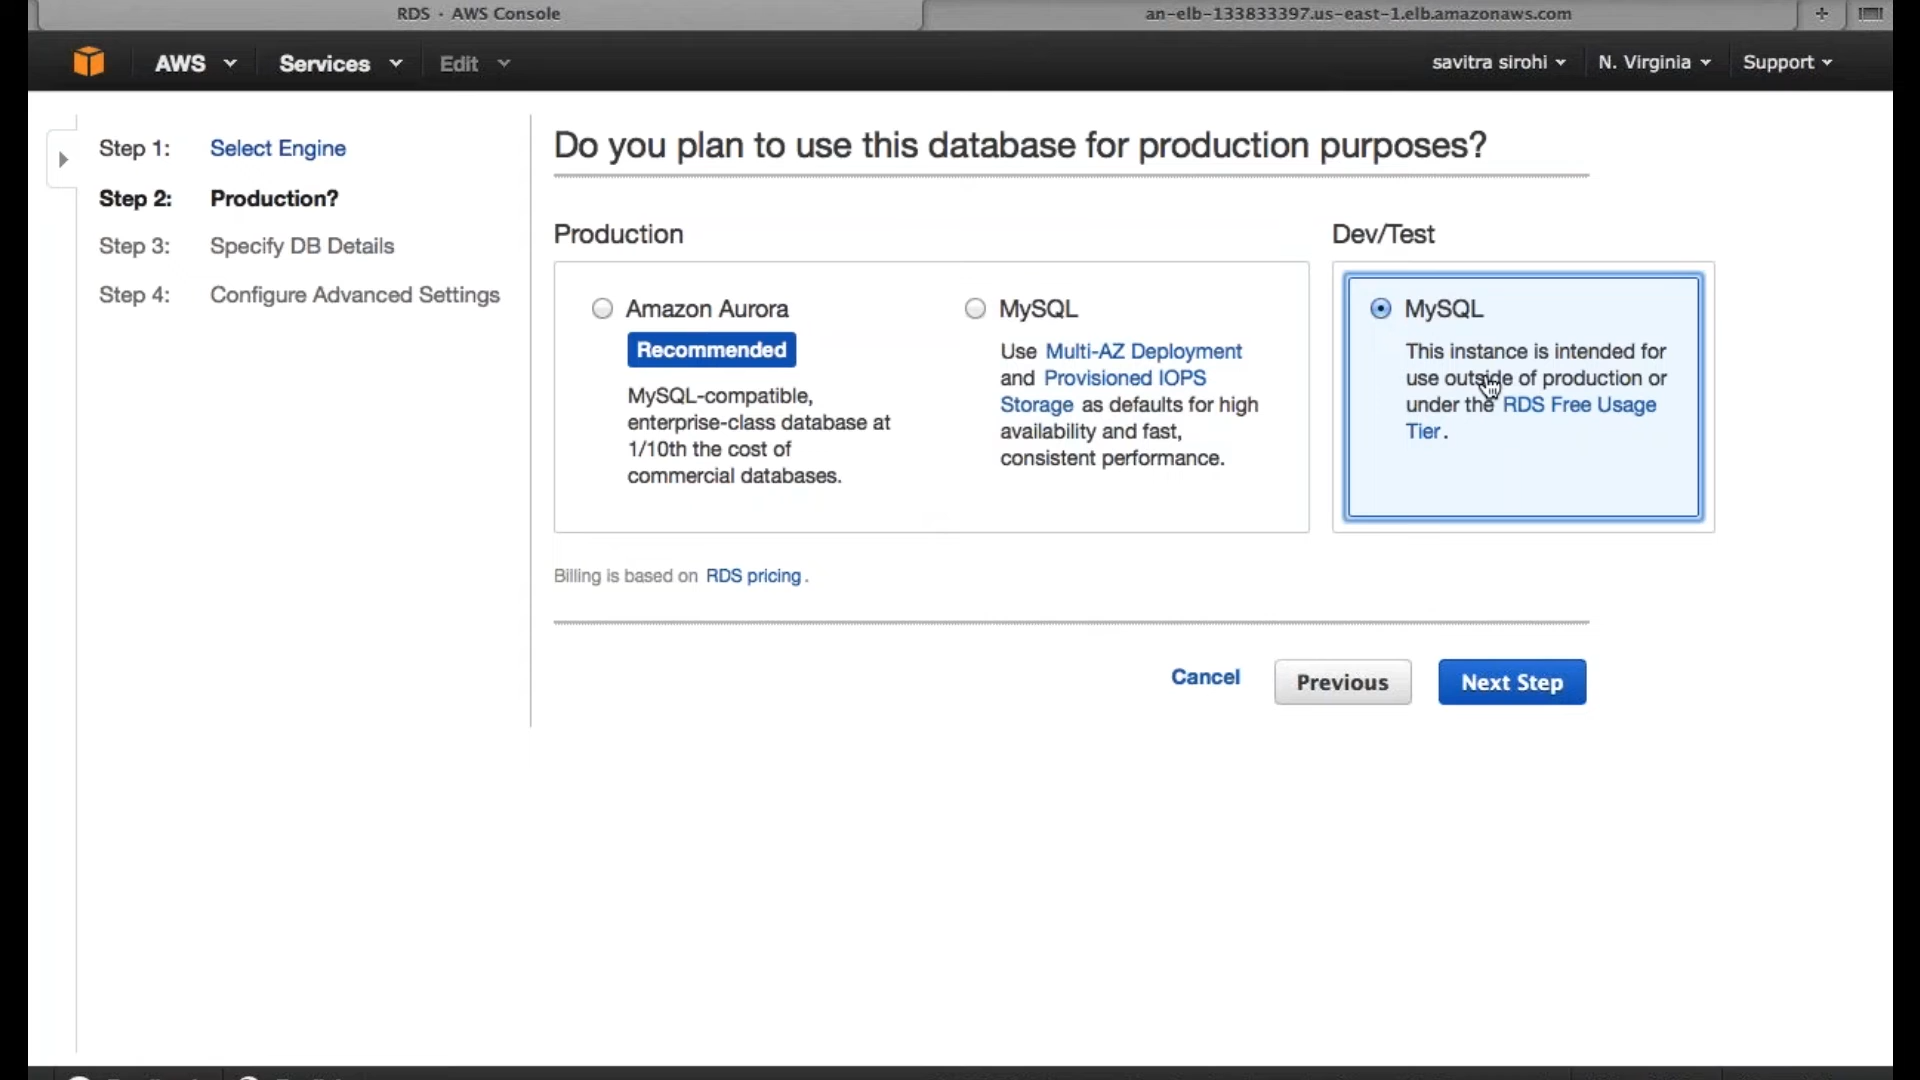 RDS · AWS Console
an-elb-133833397.us-east-1.elb.amazonaws.com
AWS
Services
Edit
savitra sirohi
N. Virginia
Support
Step 1: Select Engine
Step 2: Production?
Step 3: Specify DB Details
Step 4: Configure Advanced Settings
Do you plan to use this database for production purposes?
Production
Amazon Aurora
Recommended
MySQL-compatible,
enterprise-class database at
1/10th the cost of
commercial databases.
MySQL
Use Multi-AZ Deployment
and Provisioned IOPS
Storage as defaults for high
availability and fast,
consistent performance.
Dev/Test
MySQL
This instance is intended for
use outside of production or
under the RDS Free Usage
Tier.
Billing is based on RDS pricing.
Cancel
Previous
Next Step